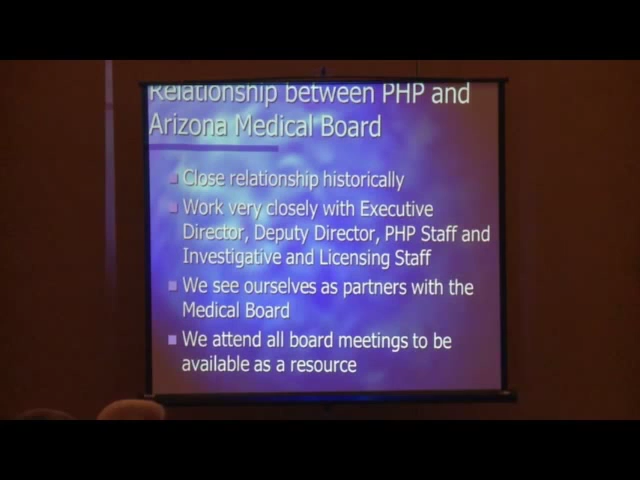 Relationship between PHP and
Arizona Medical Board
Close relationship historically
Work very closely with Executive
Director, Deputy Director, PHP Staff and
Investigative and Licensing Staff
We see ourselves as partners with the
Medical Board
We attend all board meetings to be
available as a resource